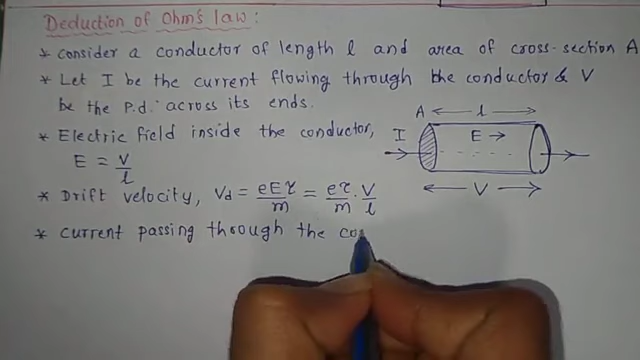 Deduction of Ohm's law:
* Consider a conductor of length l and area of cross-section A
* Let I be the current flowing through the conductor & V
be the P.d. across its ends.
* Electric field inside the conductor,
E = V/l
* Drift velocity, Vd = eEτ/m = eτ/m . V/l
* Current passing through the co
A ← l →
I
E →
← V →